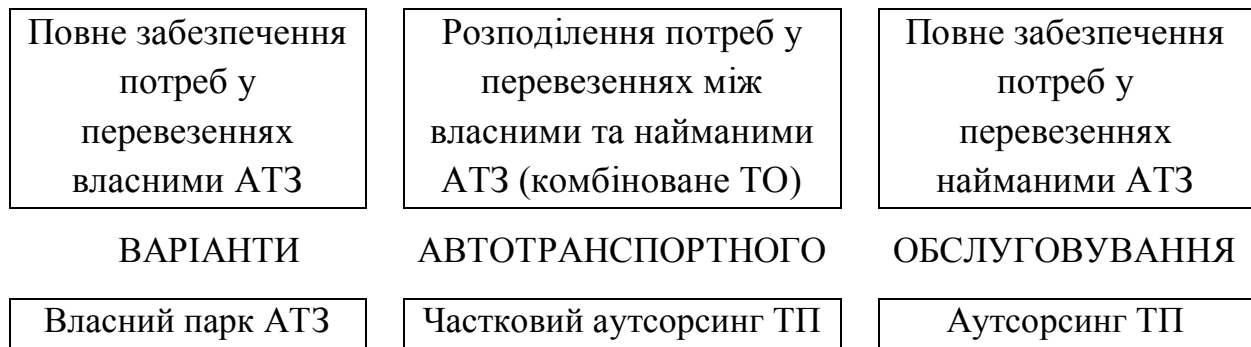 Повне забезпечення
потреб у
перевезеннях
власними АТЗ
Розподілення потреб у
перевезеннях між
власними та найманими
АТЗ (комбіноване ТО)
Повне забезпечення
потреб у
перевезеннях
найманими АТЗ
ВАРІАНТИ АВТОТРАНСПОРТНОГО ОБСЛУГОВУВАННЯ
Власний парк АТЗ
Частковий аутсорсинг ТП
Аутсорсинг ТП